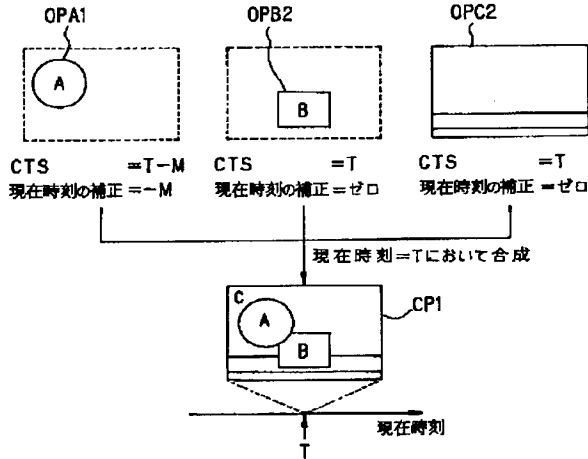 OPA1
OPB2
OPC2
A
B
CTS =T-M
現在時刻の補正=-M
CTS =T
現在時刻の補正=ゼロ
CTS =T
現在時刻の補正=ゼロ
現在時刻=Tにおいて合成
C
A
B
CP1
現在時刻
T